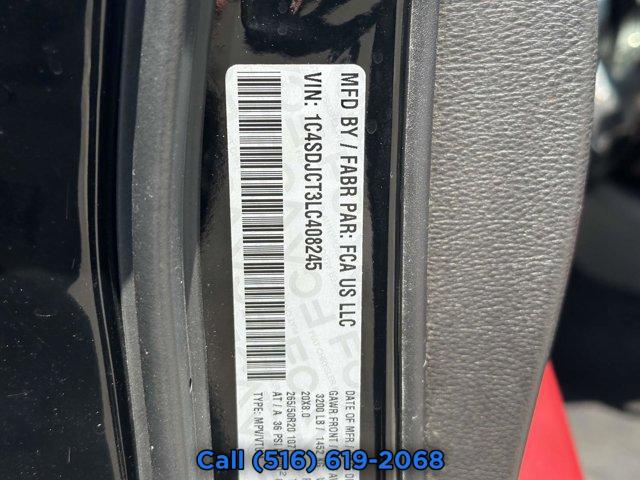 MFD BY / FABR PAR: FCA US LLC
VIN: 1C4SDJCT3LC408245
DATE OF MFR /
GAWR FRONT /
3200 LB /
20X8.0
265/50R20 107
AT / A 36 PSI
TYPE: MPV/VT
Call (516) 619-2068